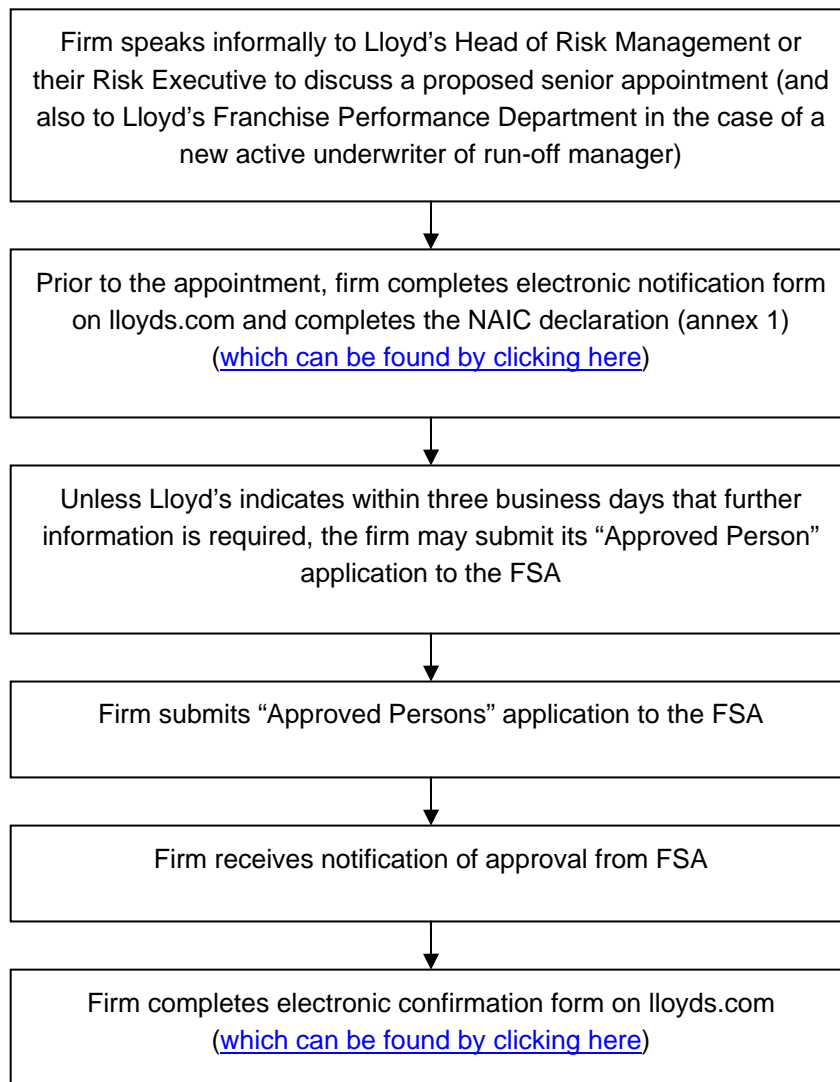 Firm speaks informally to Lloyd’s Head of Risk Management or
their Risk Executive to discuss a proposed senior appointment (and
also to Lloyd’s Franchise Performance Department in the case of a
new active underwriter of run-off manager)
Prior to the appointment, firm completes electronic notification form
on lloyds.com and completes the NAIC declaration (annex 1)
(which can be found by clicking here)
Unless Lloyd’s indicates within three business days that further
information is required, the firm may submit its “Approved Person”
application to the FSA
Firm submits “Approved Persons” application to the FSA
Firm receives notification of approval from FSA
Firm completes electronic confirmation form on lloyds.com
(which can be found by clicking here)